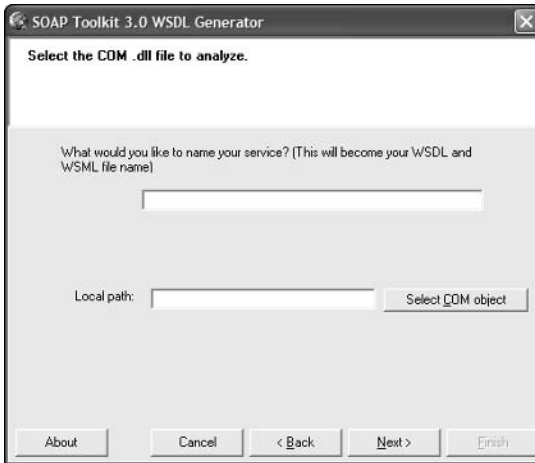 SOAP Toolkit 3.0 WSDL Generator
Select the COM .dll file to analyze.
What would you like to name your service? (This will become your WSDL and
WSML file name)
Local path:
Select COM object
About
Cancel
< Back
Next >
Finish